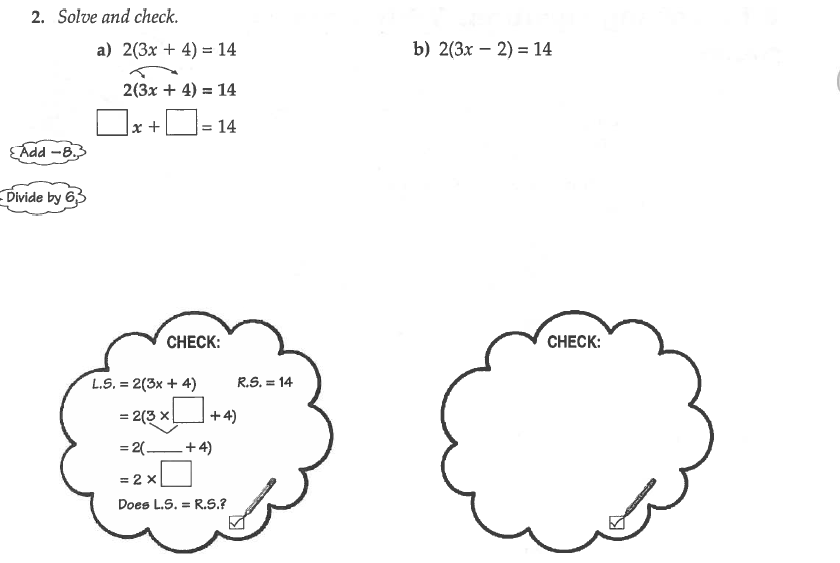 2. Solve and check.
a) 2(3x + 4) = 14
2(3x + 4) = 14
x + = 14
Add −8.
Divide by 6.
CHECK:
L.S. = 2(3x + 4) R.S. = 14
= 2(3 × + 4)
= 2(____ + 4)
= 2 ×
Does L.S. = R.S.?
b) 2(3x − 2) = 14
CHECK: